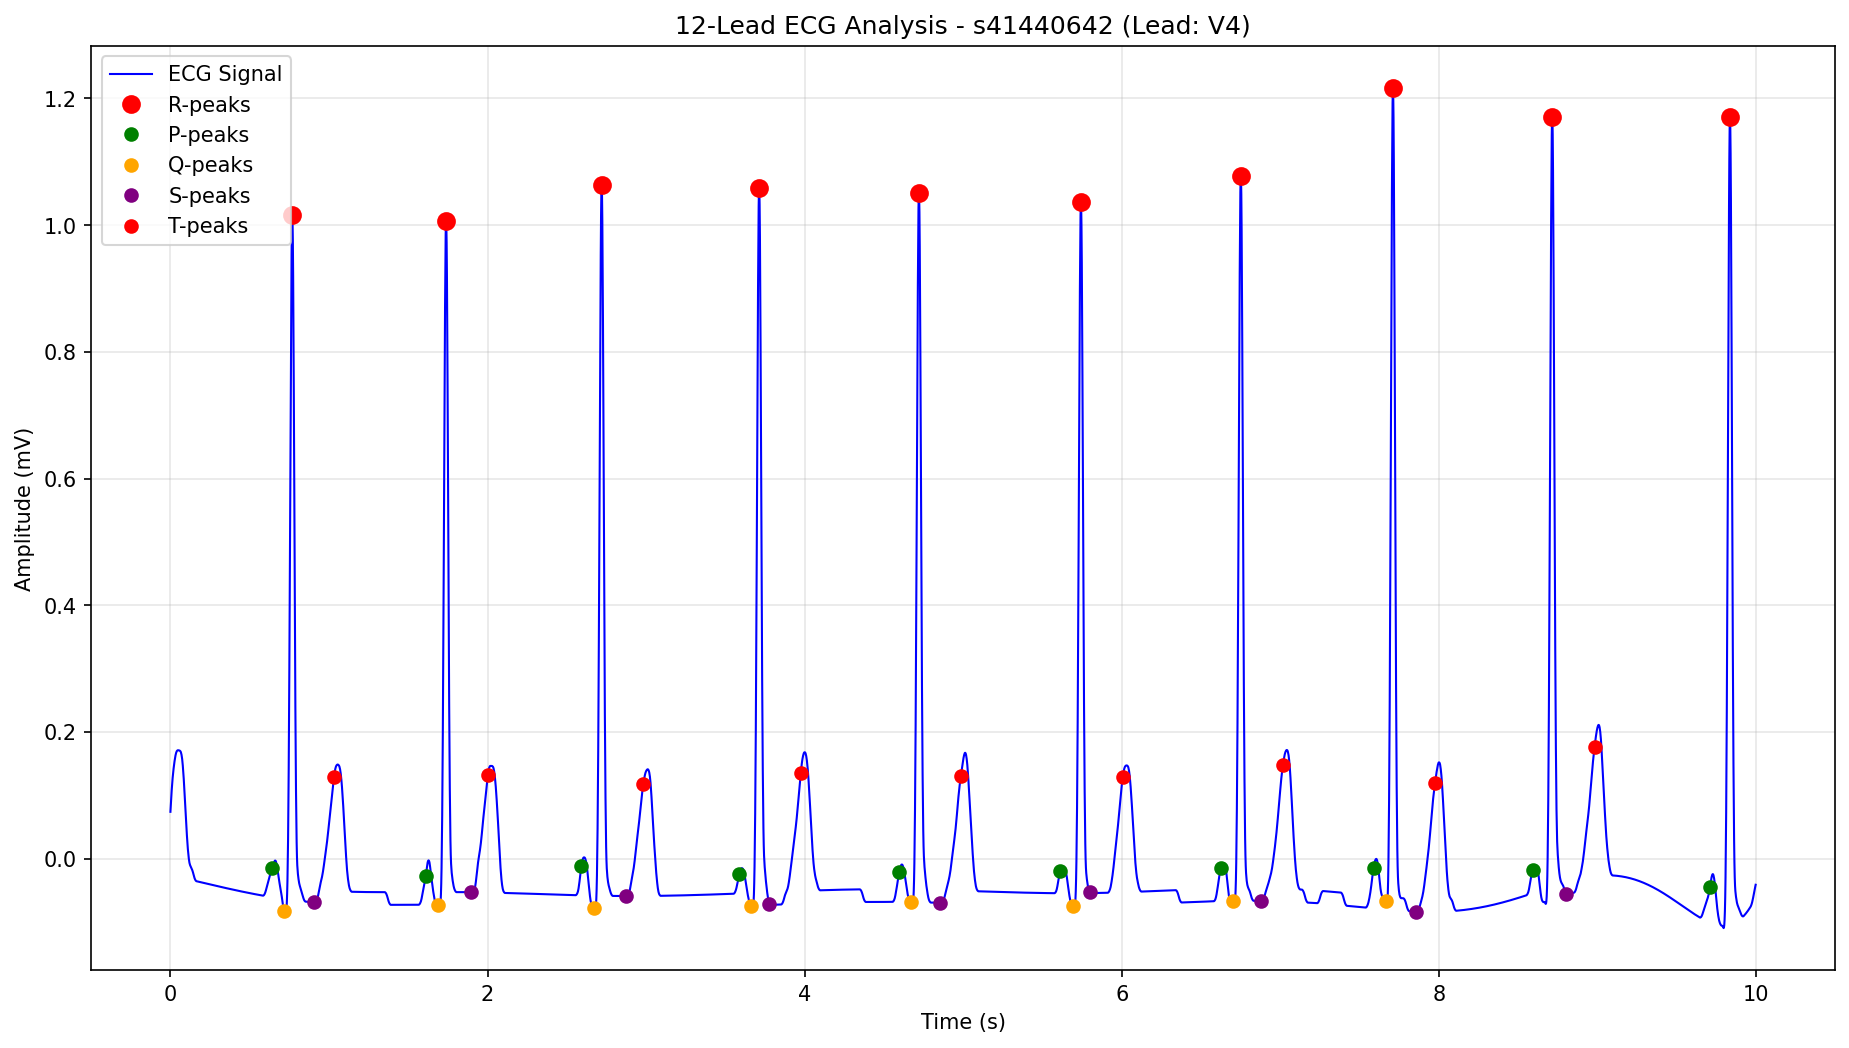 12-Lead ECG Analysis - s41440642 (Lead: V4)
ECG Signal
R-peaks
P-peaks
Q-peaks
S-peaks
T-peaks
Amplitude (mV)
1.2
1.0
0.8
0.6
0.4
0.2
0.0
0 2 4 6 8 10
Time (s)